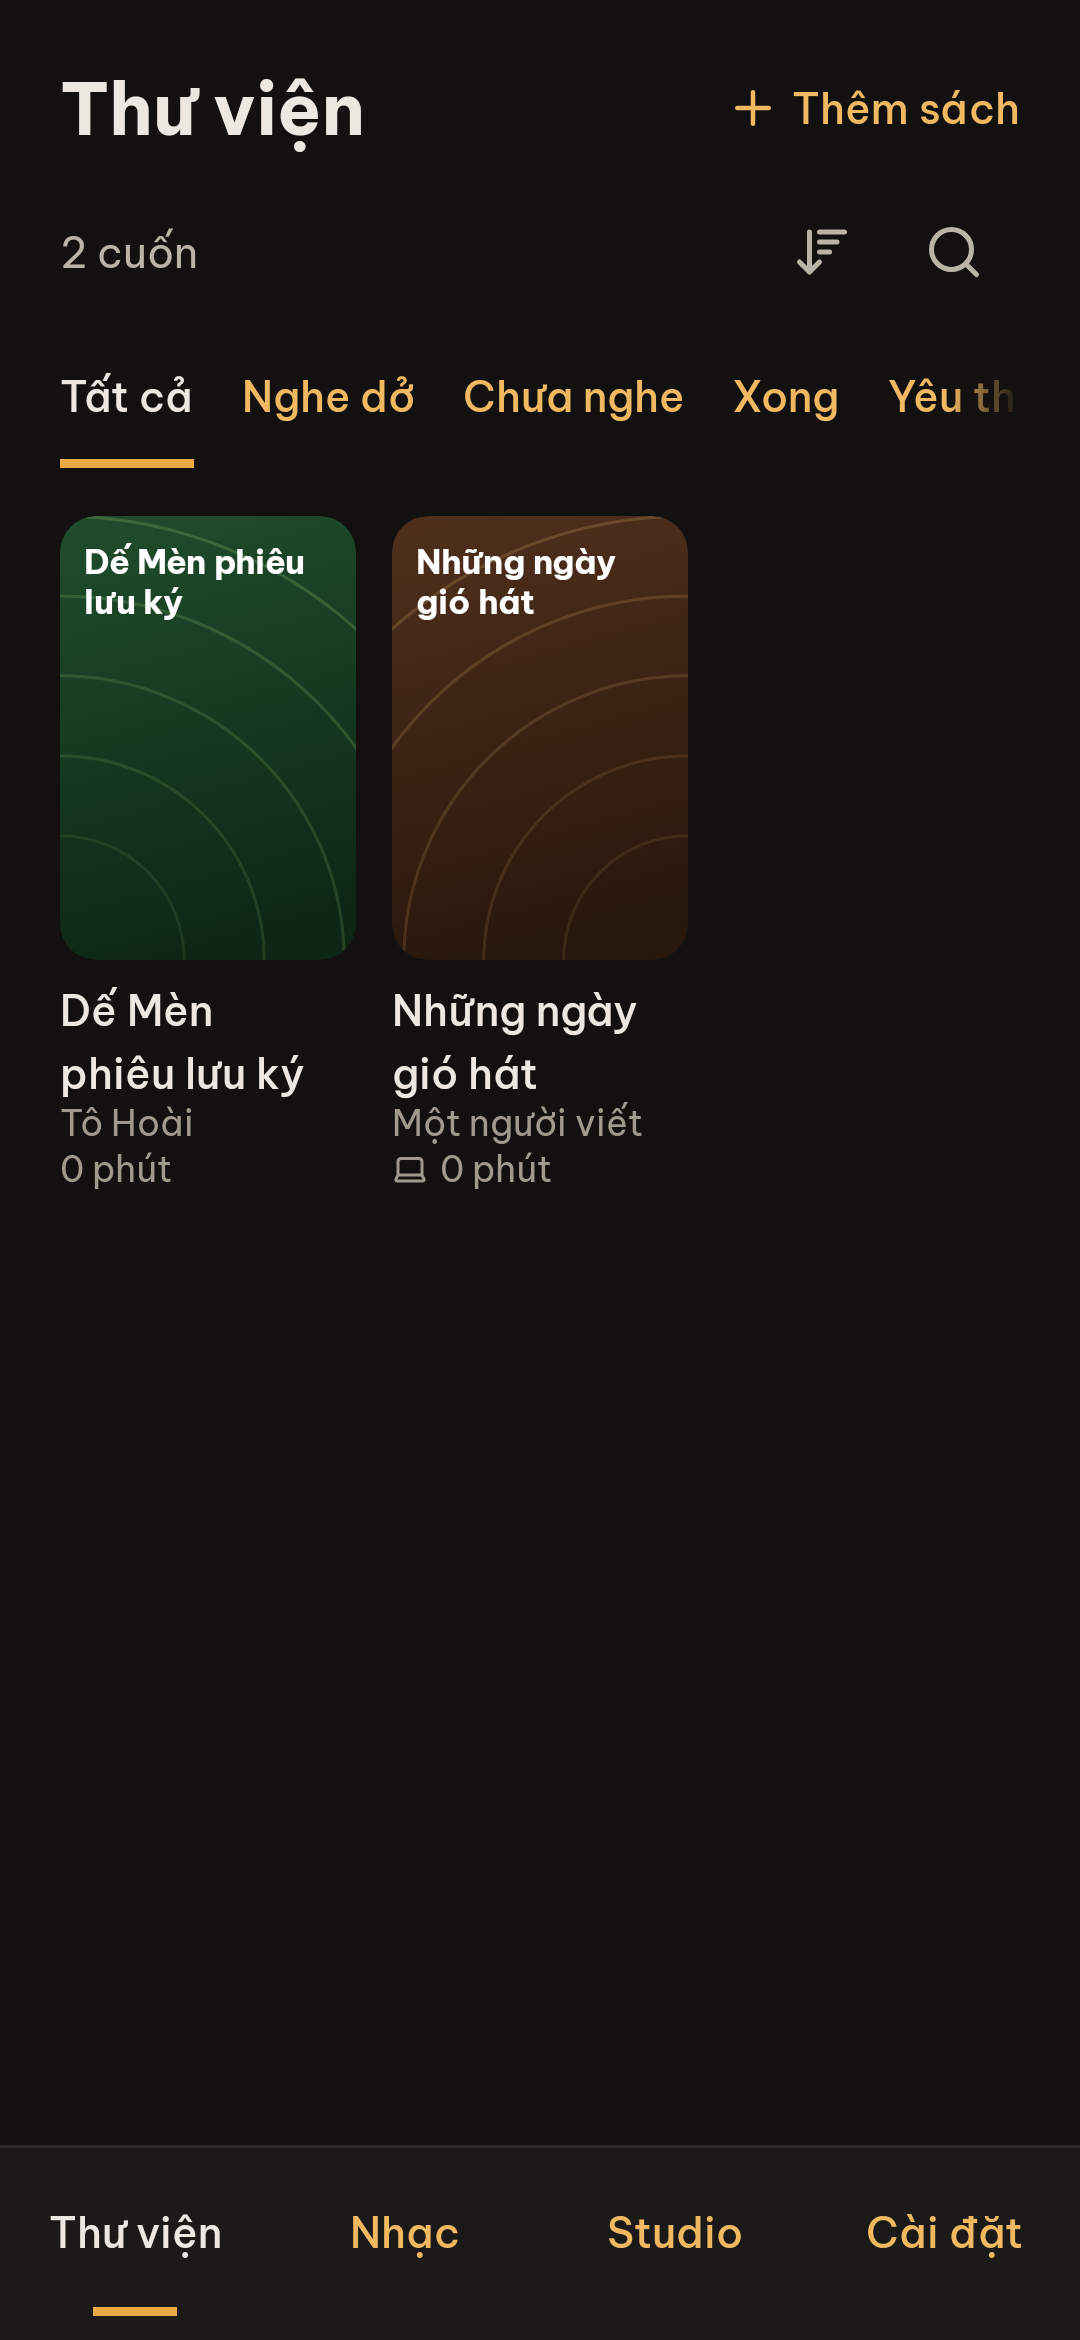 Thư viện
Thêm sách
2 cuốn
Tất cả Nghe dở Chưa nghe Xong Yêu th
Dế Mèn phiêu
lưu ký
Những ngày
gió hát
Dế Mèn
phiêu lưu ký
Tô Hoài
0 phút
Những ngày
gió hát
Một người viết
0 phút
Thư viện Nhạc Studio Cài đặt